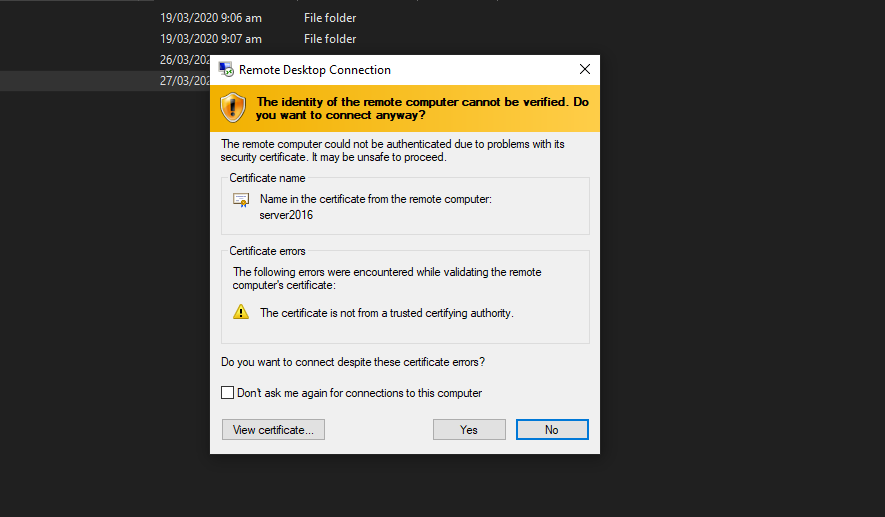 19/03/2020 9:06 am File folder
19/03/2020 9:07 am File folder
26/03/202
27/03/202
Remote Desktop Connection
The identity of the remote computer cannot be verified. Do
you want to connect anyway?
The remote computer could not be authenticated due to problems with its
security certificate. It may be unsafe to proceed.
Certificate name
Name in the certificate from the remote computer:
server2016
Certificate errors
The following errors were encountered while validating the remote
computer's certificate:
The certificate is not from a trusted certifying authority.
Do you want to connect despite these certificate errors?
Don't ask me again for connections to this computer
View certificate... Yes No